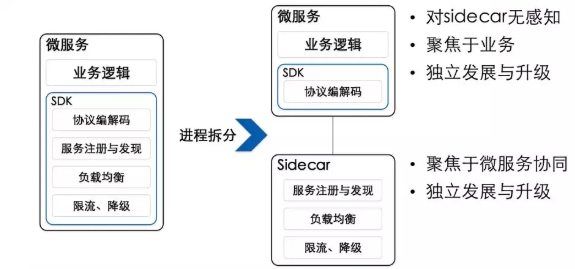 微服务
业务逻辑
SDK
协议编解码
服务注册与发现
负载均衡
限流、降级
进程拆分
微服务
业务逻辑
SDK
协议编解码
• 对sidecar无感知
• 聚焦于业务
• 独立发展与升级
Sidecar
服务注册与发现
负载均衡
限流、降级
• 聚焦于微服务协同
• 独立发展与升级